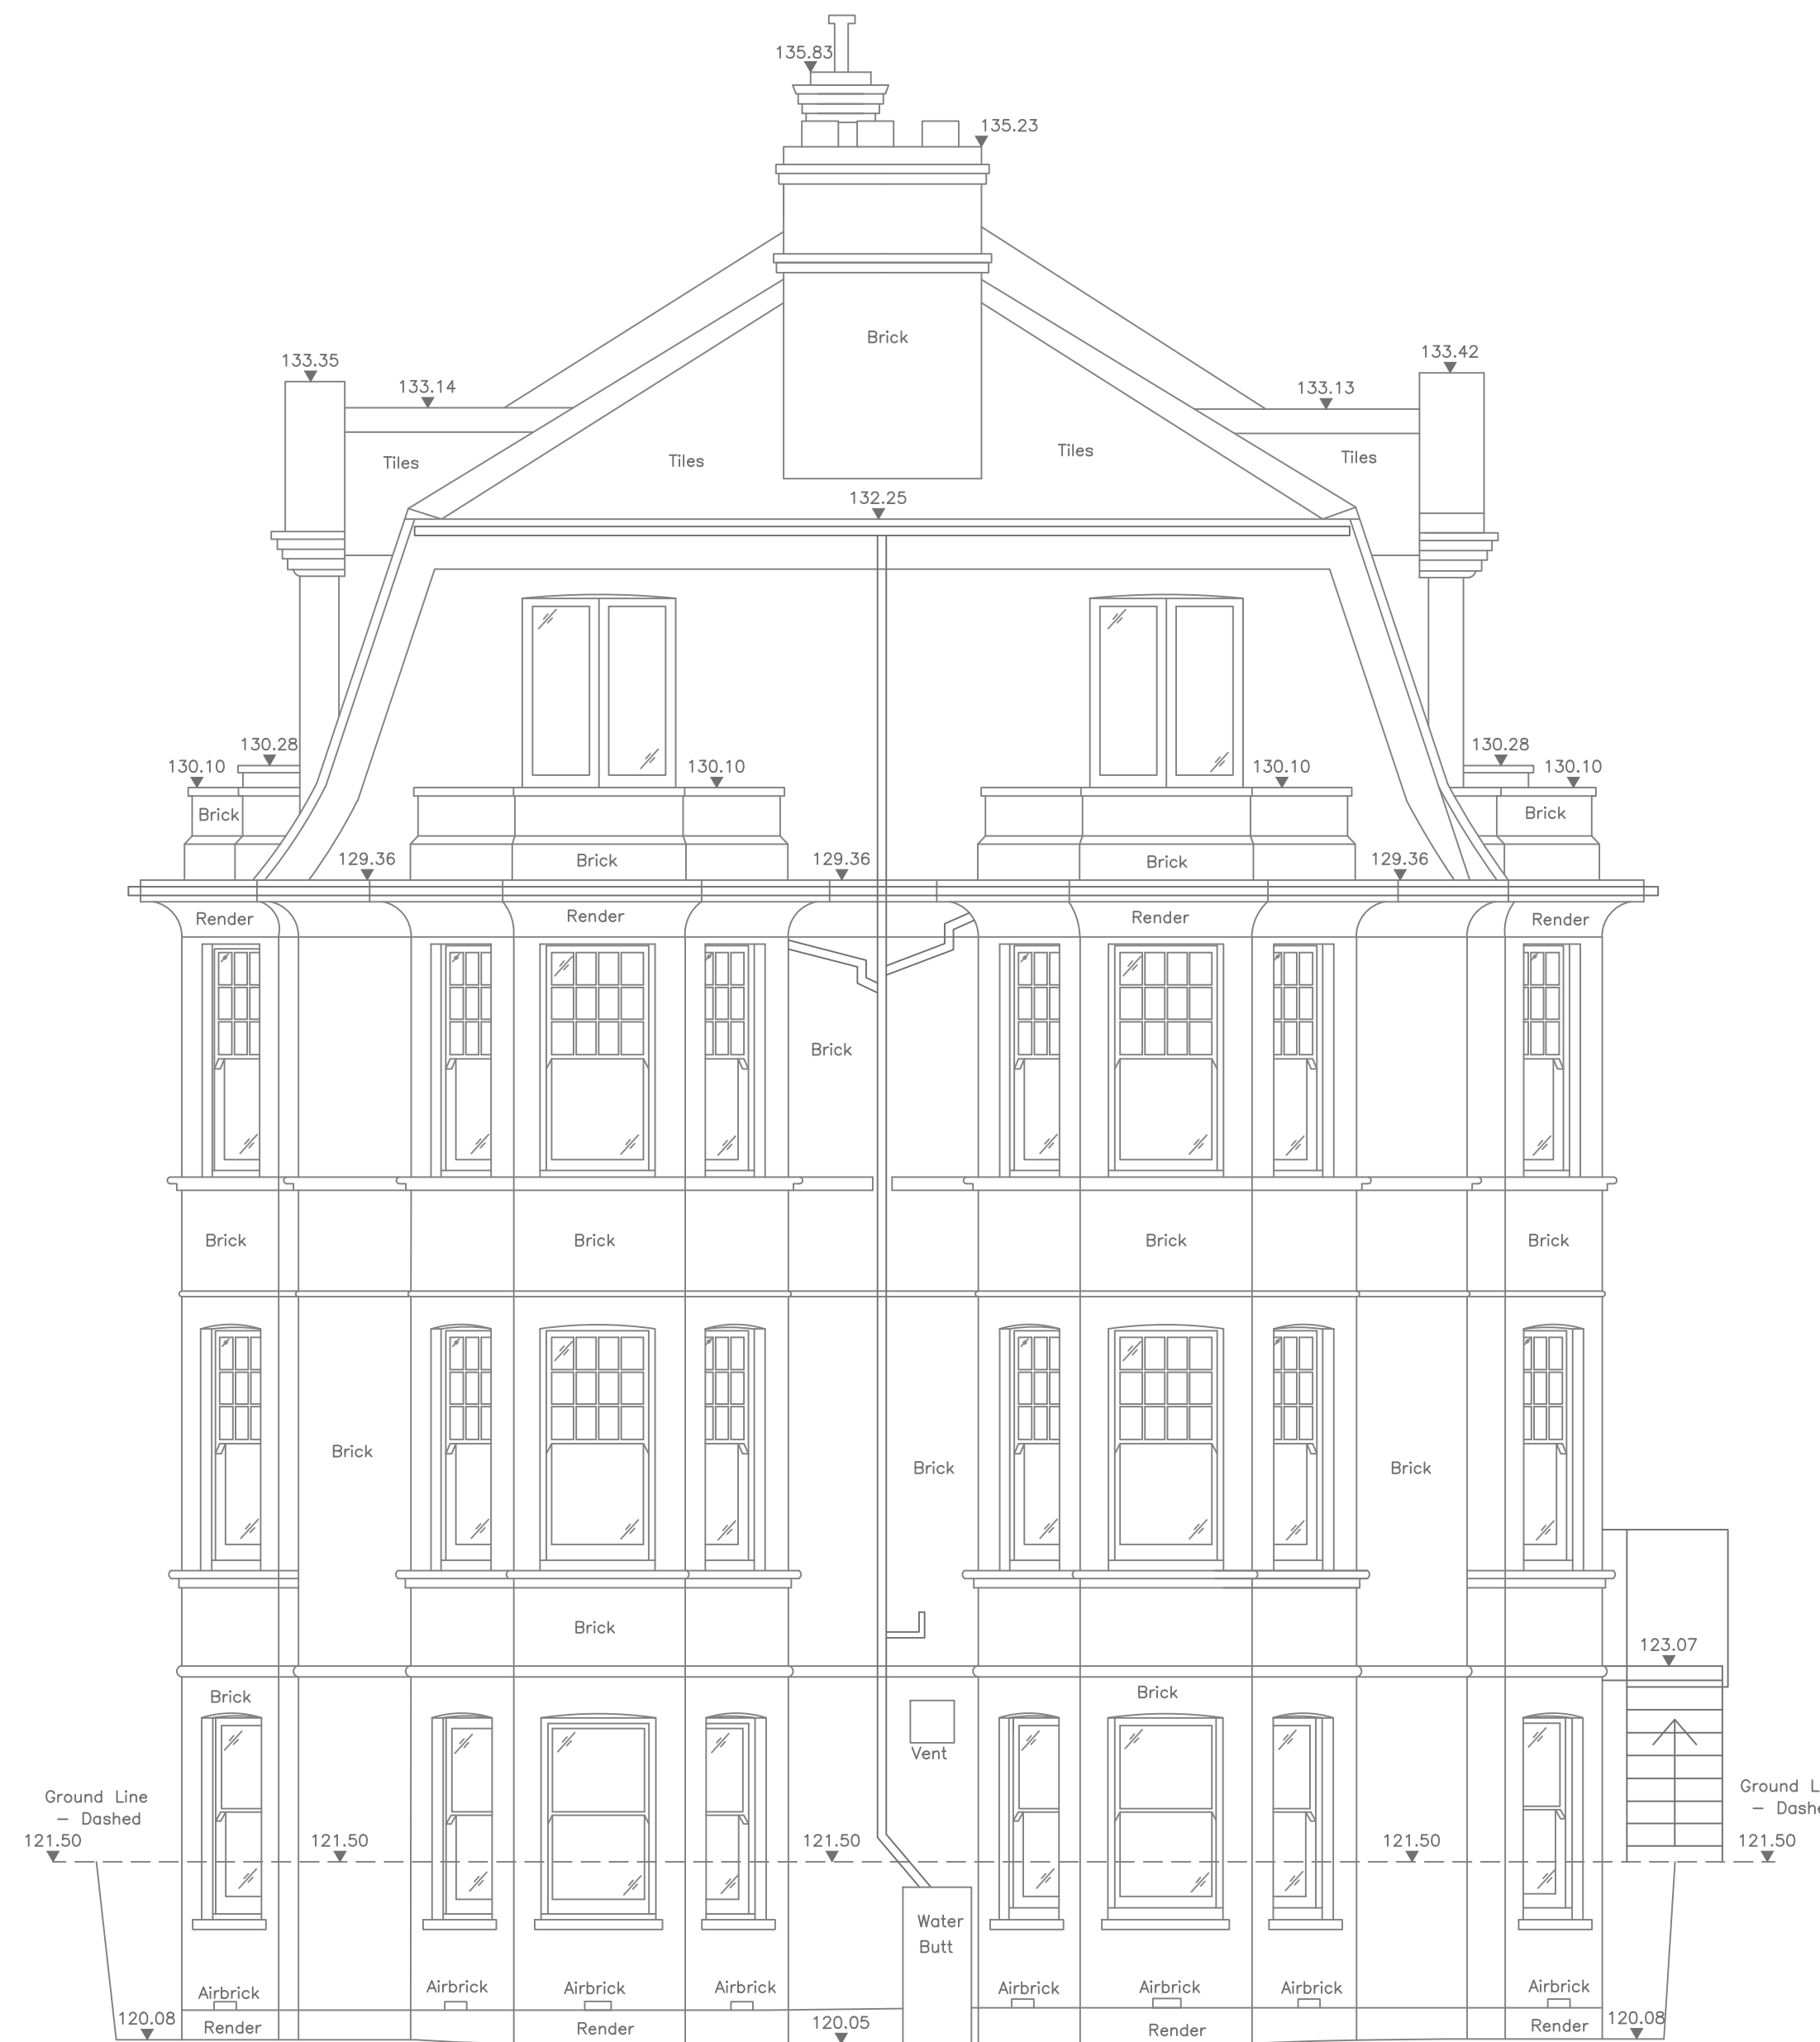 135.83
135.23
Brick
133.35
133.14
133.13
133.42
Tiles
Tiles
Tiles
Tiles
132.25
130.10
130.28
130.10
130.10
130.28
130.10
Brick
Brick
129.36
Brick
129.36
Brick
129.36
Render
Render
Render
Render
Brick
Brick
Brick
Brick
Brick
Brick
Brick
Brick
Brick
123.07
Brick
Brick
Vent
Ground Line
– Dashed
Ground L
– Dashe
121.50
121.50
121.50
121.50
121.50
Water
Butt
Airbrick
Airbrick
Airbrick
Airbrick
Airbrick
Airbrick
Airbrick
Airbrick
120.08
Render
Render
120.05
Render
Render
120.08